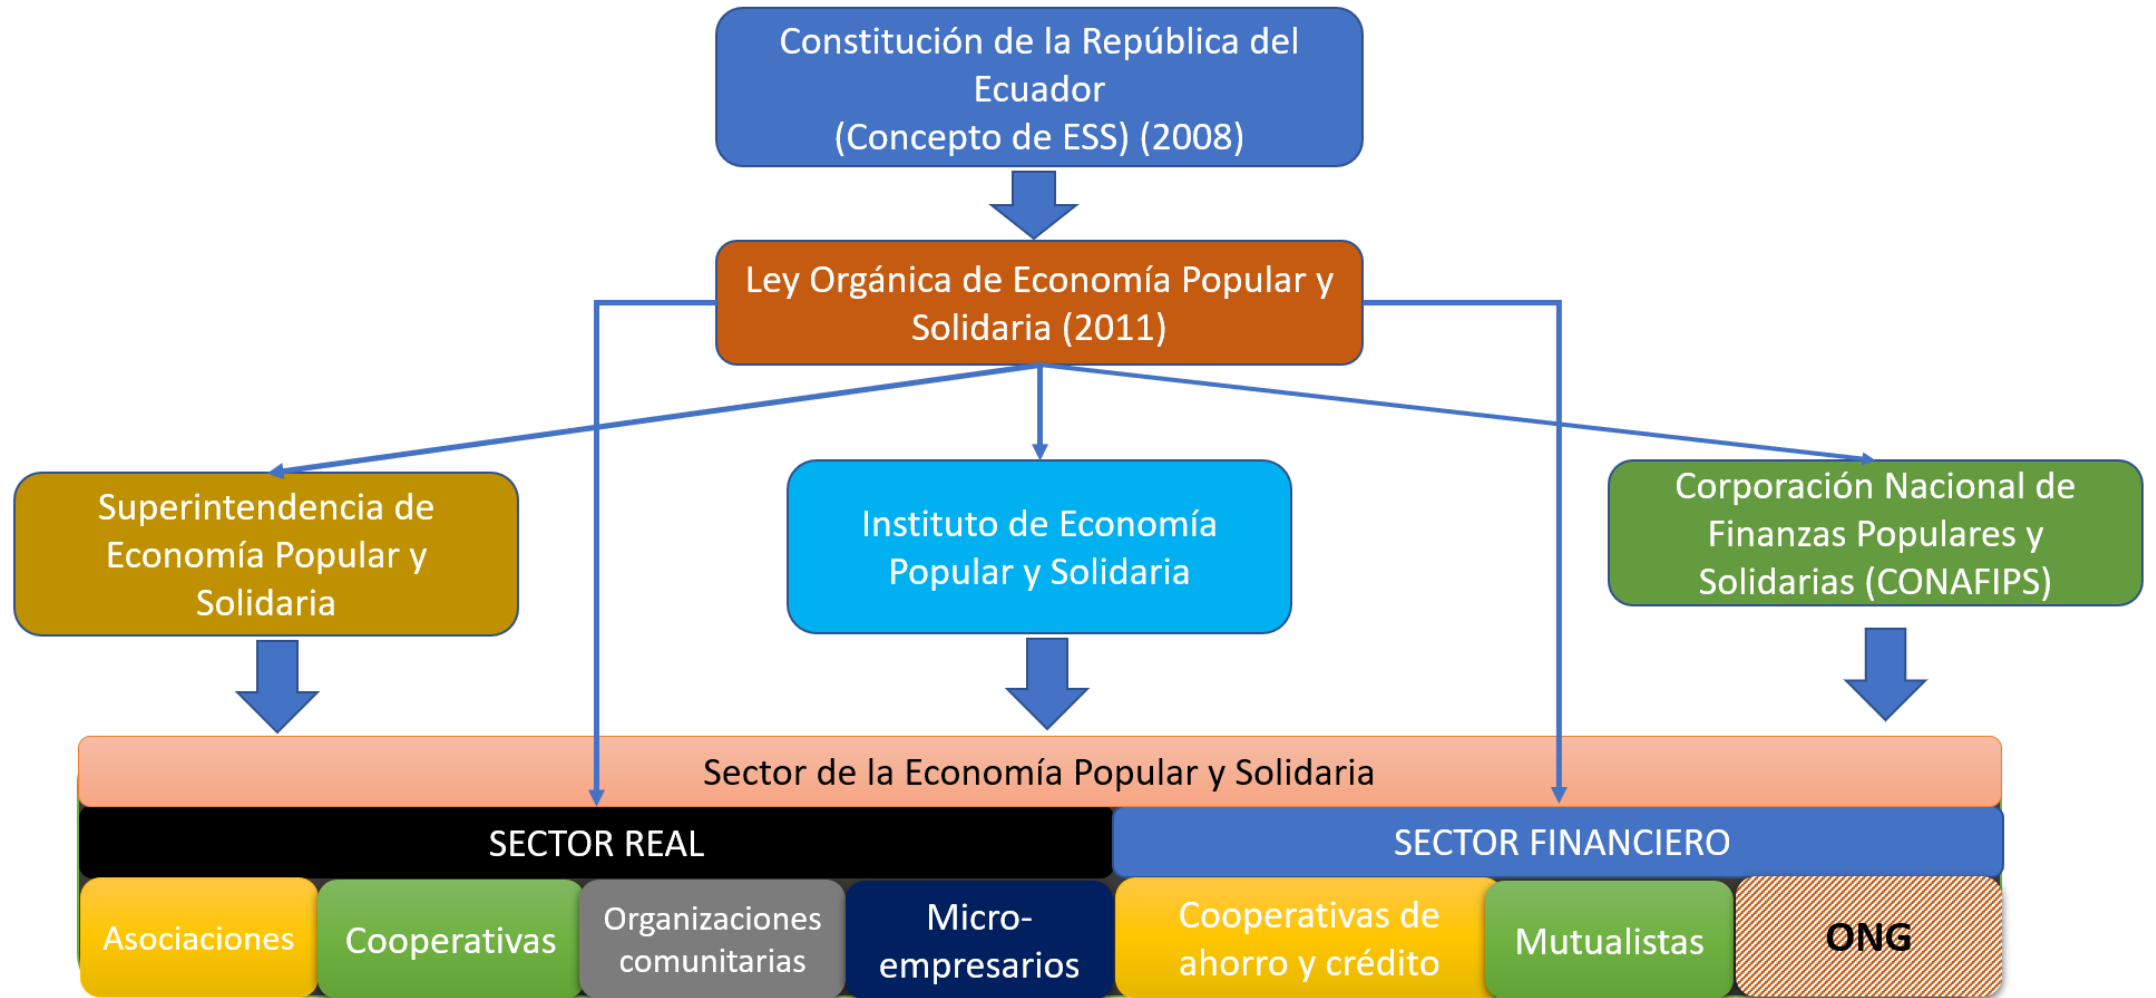 Constitución de la República del
Ecuador
(Concepto de ESS) (2008)
Ley Orgánica de Economía Popular y
Solidaria (2011)
Superintendencia de
Economía Popular y
Solidaria
Instituto de Economía
Popular y Solidaria
Corporación Nacional de
Finanzas Populares y
Solidarias (CONAFIPS)
Sector de la Economía Popular y Solidaria
SECTOR REAL
SECTOR FINANCIERO
Asociaciones
Cooperativas
Organizaciones
comunitarias
Micro-
empresarios
Cooperativas de
ahorro y crédito
Mutualistas
ONG